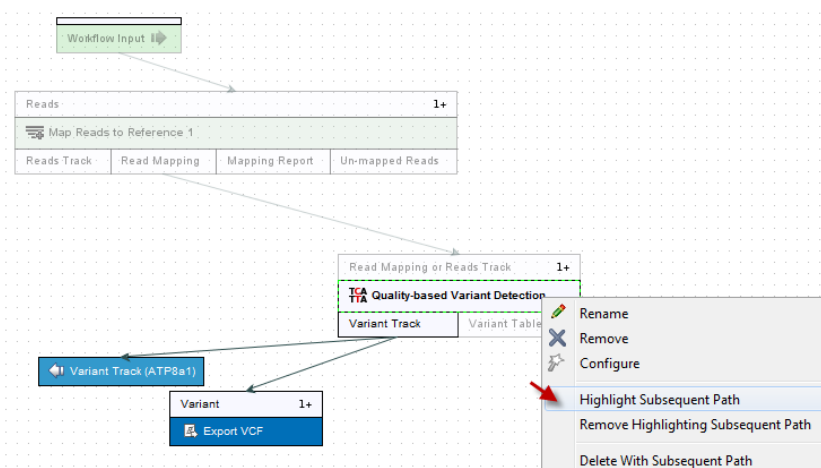 Workflow Input
Reads 1+
Map Reads to Reference 1
Reads Track Read Mapping Mapping Report Un-mapped Reads
Read Mapping or Reads Track 1+
TCA TTA Quality-based Variant Detection
Variant Track Variant Table
Variant Track (ATP8a1)
Variant 1+
Export VCF
Rename
Remove
Configure
Highlight Subsequent Path
Remove Highlighting Subsequent Path
Delete With Subsequent Path